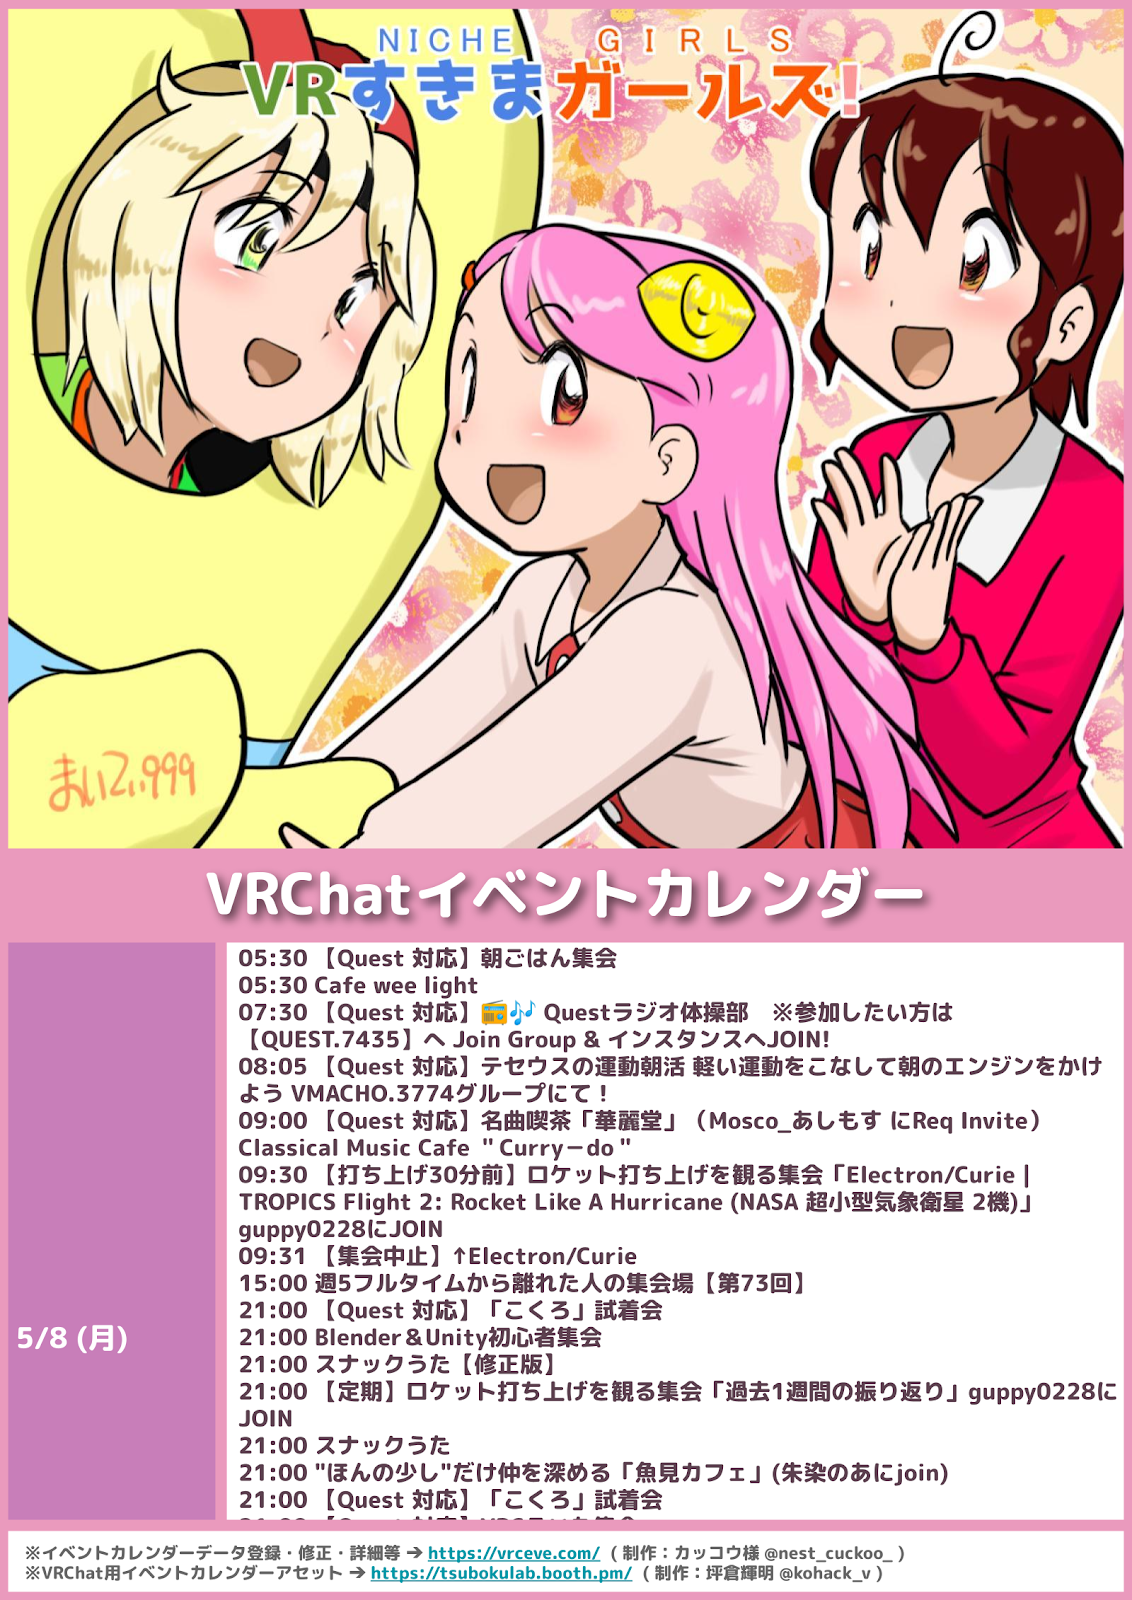 NICHE GIRLS
VRすきまガールズ!
まいてぃ999
VRChatイベントカレンダー
5/8 (月)
05:30 【Quest 対応】朝ごはん集会
05:30 Cafe wee light
07:30 【Quest 対応】📻🎶 Questラジオ体操部　※参加したい方は
【QUEST.7435】へ Join Group & インスタンスへJOIN!
08:05 【Quest 対応】テセウスの運動朝活 軽い運動をこなして朝のエンジンをかけ
よう VMACHO.3774グループにて！
09:00 【Quest 対応】名曲喫茶「華麗堂」（Mosco_あしもす にReq Invite）
Classical Music Cafe ＂Curry－do＂
09:30 【打ち上げ30分前】ロケット打ち上げを観る集会「Electron/Curie |
TROPICS Flight 2: Rocket Like A Hurricane (NASA 超小型気象衛星 2機)」
guppy0228にJOIN
09:31 【集会中止】↑Electron/Curie
15:00 週5フルタイムから離れた人の集会場【第73回】
21:00 【Quest 対応】「こくろ」試着会
21:00 Blender＆Unity初心者集会
21:00 スナックうた【修正版】
21:00 【定期】ロケット打ち上げを観る集会「過去1週間の振り返り」guppy0228に
JOIN
21:00 スナックうた
21:00 "ほんの少し"だけ仲を深める「魚見カフェ」(朱染のあにjoin)
21:00 【Quest 対応】「こくろ」試着会
※イベントカレンダーデータ登録・修正・詳細等 ➔ https://vrceve.com/ ( 制作：カッコウ様 @nest_cuckoo_ )
※VRChat用イベントカレンダーアセット ➔ https://tsubokulab.booth.pm/ ( 制作：坪倉輝明 @kohack_v )